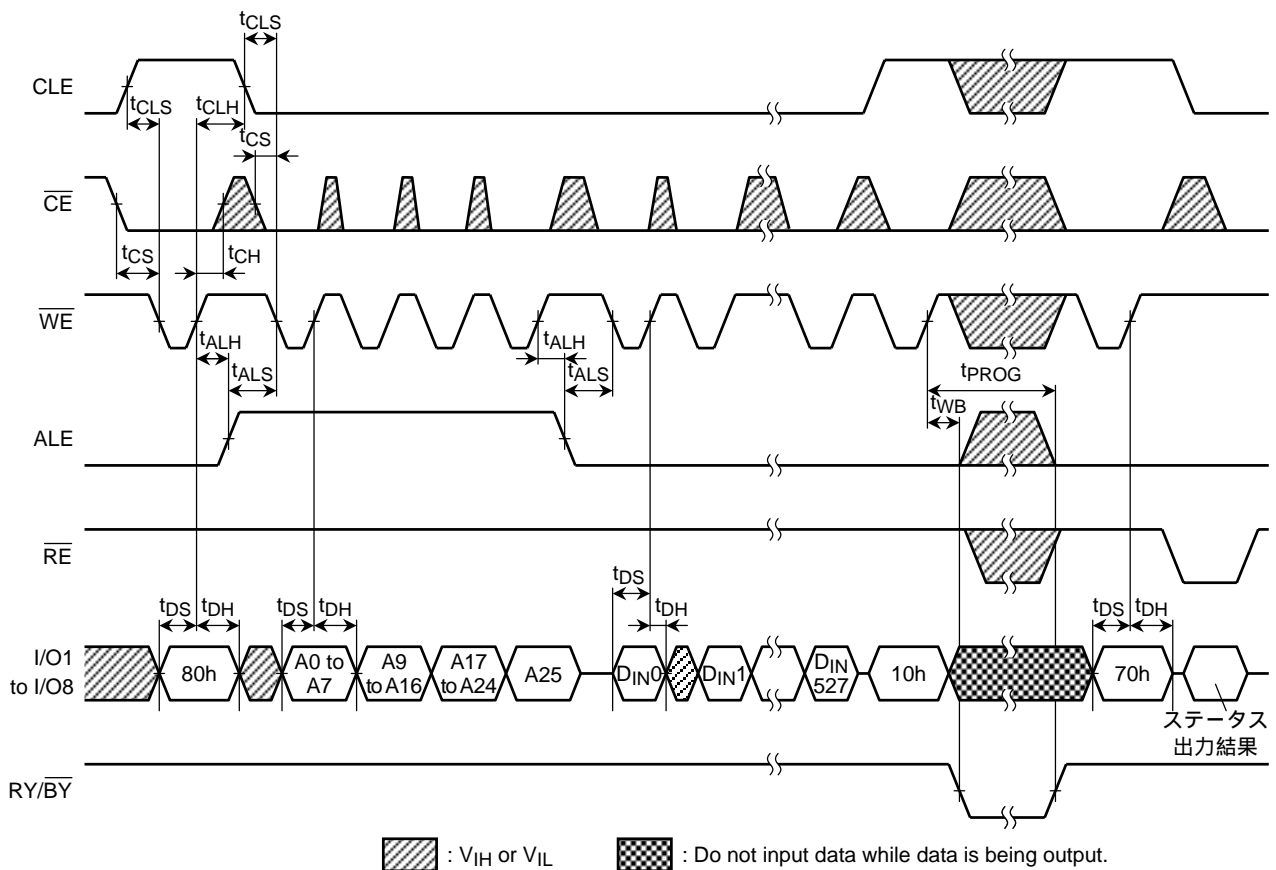 tCLS
CLE
tCLS
tCLH
tCS
CE
tCS
tCH
WE
tALH
tALS
tALH
tALS
tPROG
tWB
ALE
RE
tDS
tDH
tDS
tDH
tDS
tDH
tDS
tDH
I/O1
to I/O8
80h
A0 to
A7
A9
to A16
A17
to A24
A25
DIN0
DIN1
DIN
527
10h
70h
ステータス
出力結果
RY/BY
: VIH or VIL
: Do not input data while data is being output.